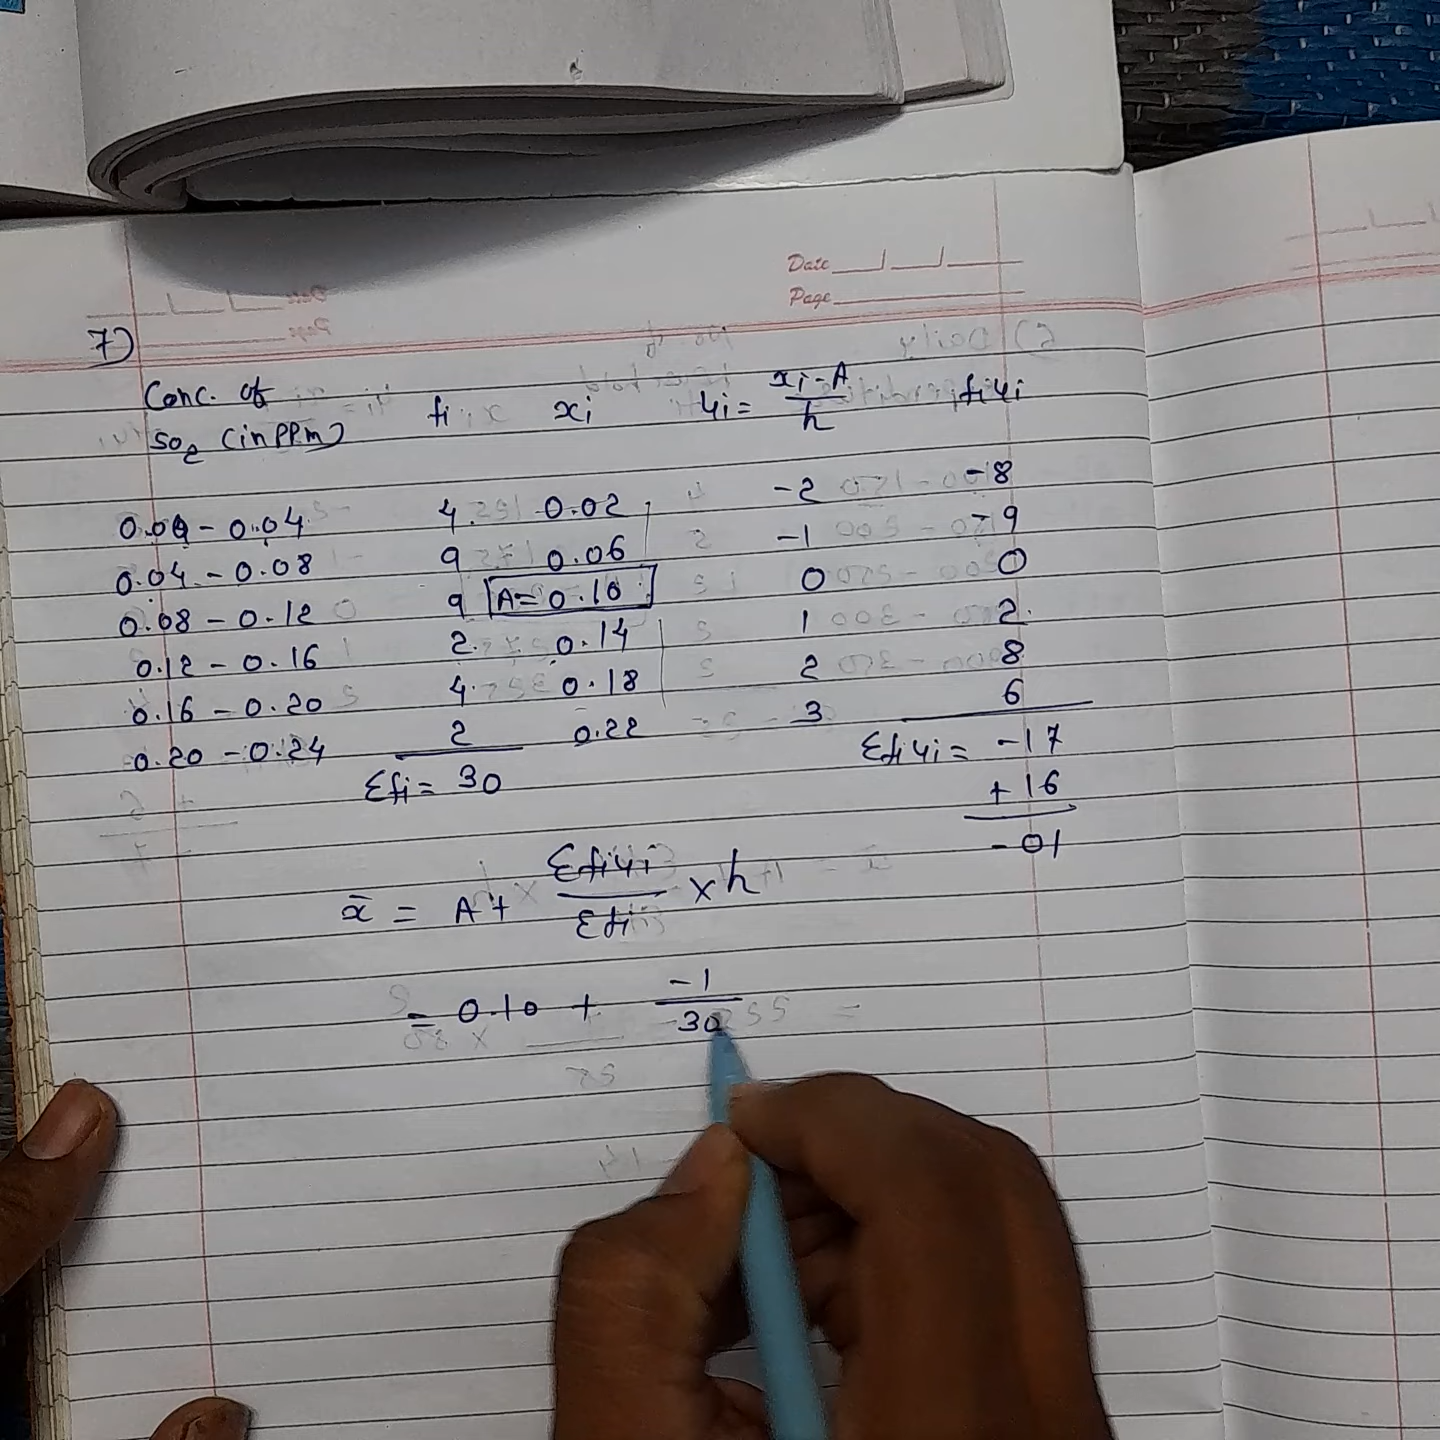 Date
Page
7)
Conc. of SO2 (in PPm) fi xi ui = xi - A / h fiui
0.00 - 0.04 4 0.02 -2 -8
0.04 - 0.08 9 0.06 -1 -9
0.08 - 0.12 9 A = 0.10 0 0
0.12 - 0.16 2 0.14 1 2
0.16 - 0.20 4 0.18 2 8
0.20 - 0.24 2 0.22 3 6
Σfi = 30 Σfiui = -17
+ 16
- 01
x̄ = A + Σfiui / Σfi × h
= 0.10 + -1 / 30